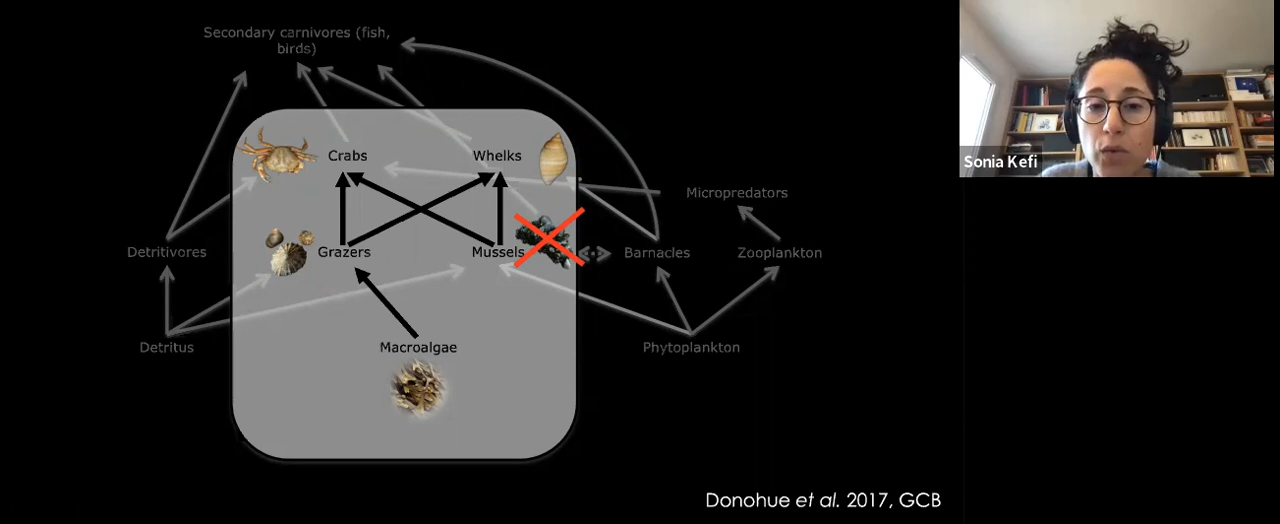 Secondary carnivores (fish,
birds)
Crabs
Whelks
Sonia Kefi
Micropredators
Detritivores
Grazers
Mussels
Barnacles
Zooplankton
Detritus
Macroalgae
Phytoplankton
Donohue et al. 2017, GCB